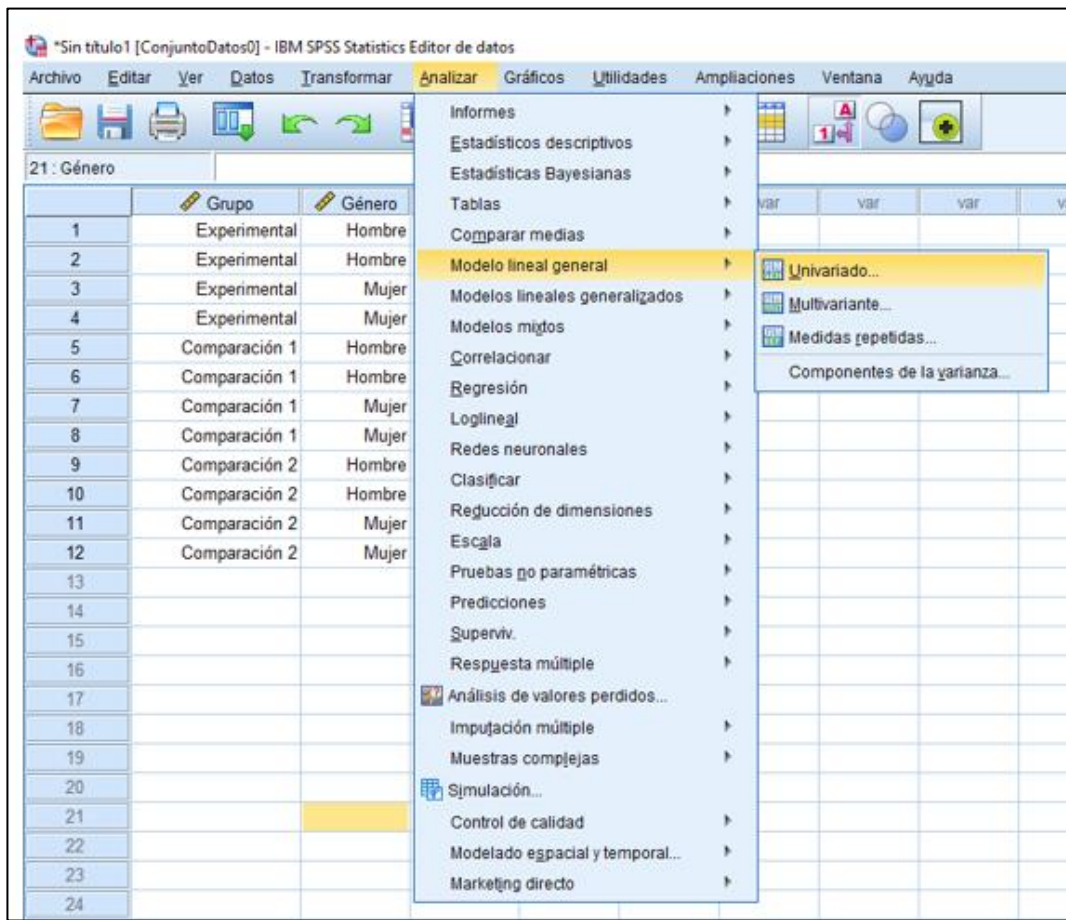 *Sin título1 [ConjuntoDatos0] - IBM SPSS Statistics Editor de datos
Archivo Editar Ver Datos Transformar Analizar Gráficos Utilidades Ampliaciones Ventana Ayuda
21 : Género
Grupo Género var var var
1 Experimental Hombre
2 Experimental Hombre
3 Experimental Mujer
4 Experimental Mujer
5 Comparación 1 Hombre
6 Comparación 1 Hombre
7 Comparación 1 Mujer
8 Comparación 1 Mujer
9 Comparación 2 Hombre
10 Comparación 2 Hombre
11 Comparación 2 Mujer
12 Comparación 2 Mujer
13
14
15
16
17
18
19
20
21
22
23
24
Informes
Estadísticos descriptivos
Estadísticas Bayesianas
Tablas
Comparar medias
Modelo lineal general
Modelos lineales generalizados
Modelos mixtos
Correlacionar
Regresión
Loglineal
Redes neuronales
Clasificar
Reducción de dimensiones
Escala
Pruebas no paramétricas
Predicciones
Superviv.
Respuesta múltiple
Análisis de valores perdidos...
Imputación múltiple
Muestras complejas
Simulación...
Control de calidad
Modelado espacial y temporal...
Marketing directo
Univariado...
Multivariante...
Medidas repetidas...
Componentes de la varianza...